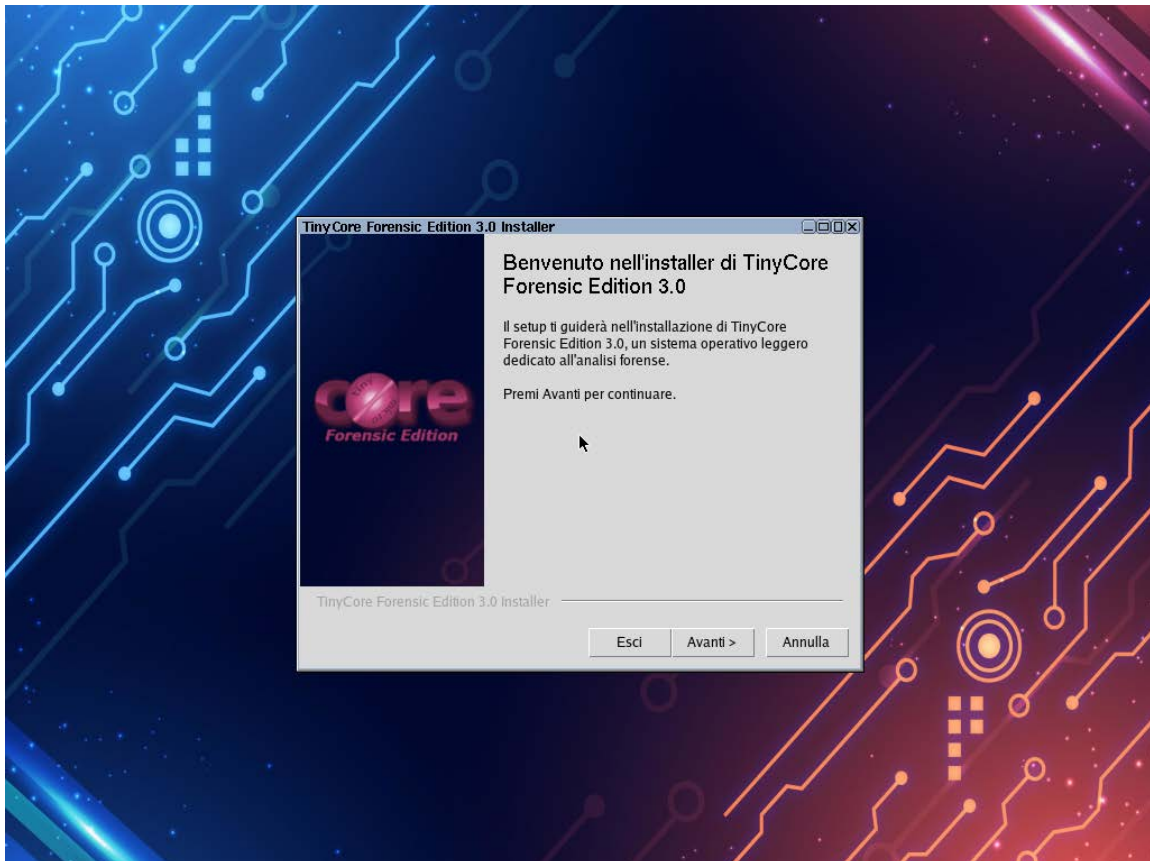 TinyCore Forensic Edition 3.0 Installer
Benvenuto nell'installer di TinyCore
Forensic Edition 3.0
Il setup ti guiderà nell'installazione di TinyCore
Forensic Edition 3.0, un sistema operativo leggero
dedicato all'analisi forense.
Premi Avanti per continuare.
core
tiny
Forensic Edition
TinyCore Forensic Edition 3.0 Installer
Esci
Avanti >
Annulla